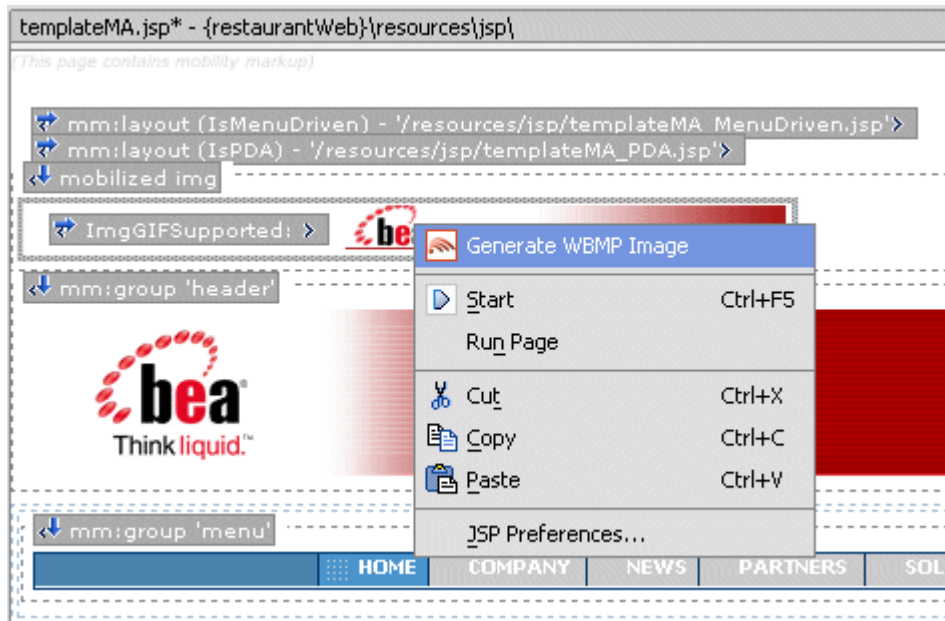 templateMA.jsp* - {restaurantWeb}\resources\jsp\
(This page contains mobility markup)
mm:layout (IsMenuDriven) - '/resources/jsp/templateMA_MenuDriven.jsp'
mm:layout (IsPDA) - '/resources/jsp/templateMA_PDA.jsp'
mobilized img
ImgGIFSupported:
Generate WBMP Image
mm:group 'header'
Start Ctrl+F5
Run Page
Cut Ctrl+X
bea
Copy Ctrl+C
Think liquid.™
Paste Ctrl+V
mm:group 'menu'
JSP Preferences...
HOME COMPANY NEWS PARTNERS SOL